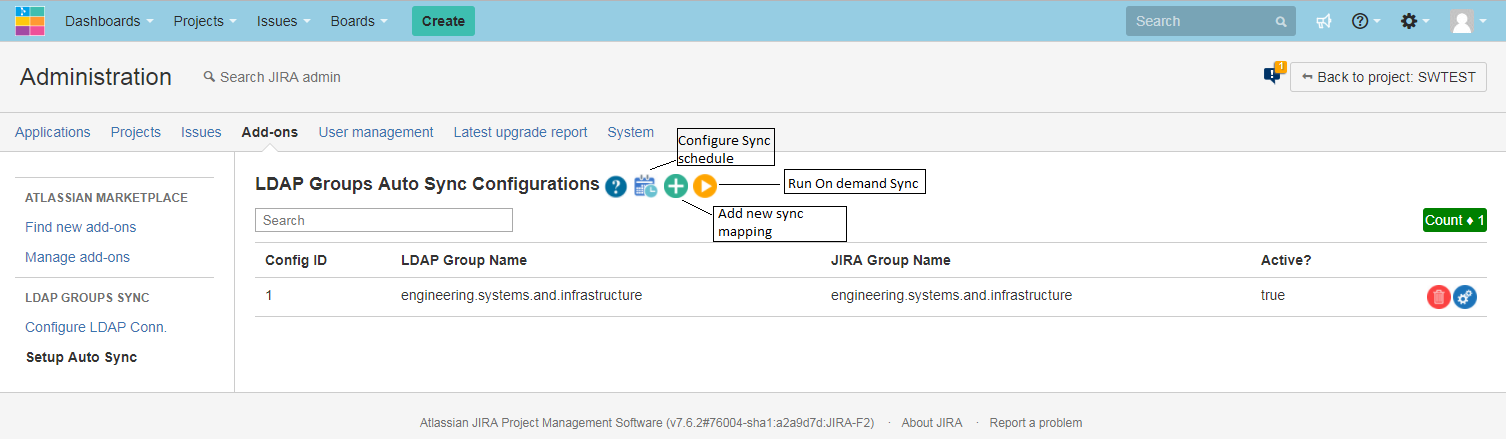 Dashboards Projects Issues Boards Create Search
Administration Search JIRA admin 1 Back to project: SWTEST
Applications Projects Issues Add-ons User management Latest upgrade report System
Configure Sync
schedule
ATLASSIAN MARKETPLACE
Find new add-ons
Manage add-ons
LDAP GROUPS SYNC
Configure LDAP Conn.
Setup Auto Sync
LDAP Groups Auto Sync Configurations ?
Run On demand Sync
Add new sync
mapping
Search
Count ♦ 1
Config ID LDAP Group Name JIRA Group Name Active?
1 engineering.systems.and.infrastructure engineering.systems.and.infrastructure true
Atlassian JIRA Project Management Software (v7.6.2#76004-sha1:a2a9d7d:JIRA-F2) · About JIRA · Report a problem